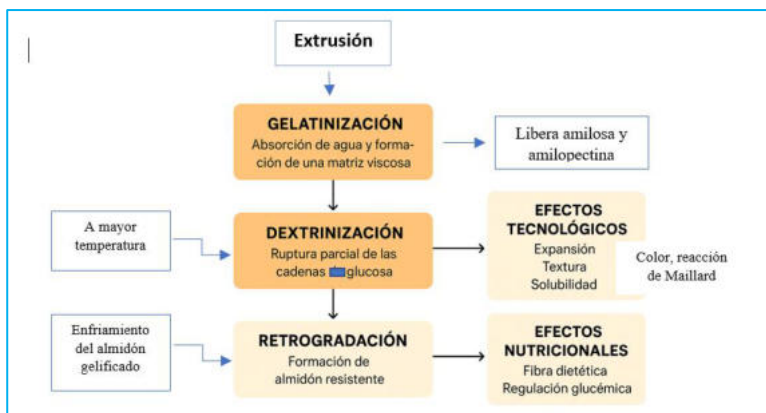 Extrusión
GELATINIZACIÓN
Absorción de agua y forma-
ción de una matriz viscosa
Libera amilosa y
amilopectina
A mayor
temperatura
DEXTRINIZACIÓN
Ruptura parcial de las
cadenas glucosa
EFECTOS
TECNOLÓGICOS
Expansión
Textura
Solubilidad
Color, reacción
de Maillard
Enfriamiento
del almidón
gelificado
RETROGRADACIÓN
Formación de
almidón resistente
EFECTOS
NUTRICIONALES
Fibra dietética
Regulación glucémica